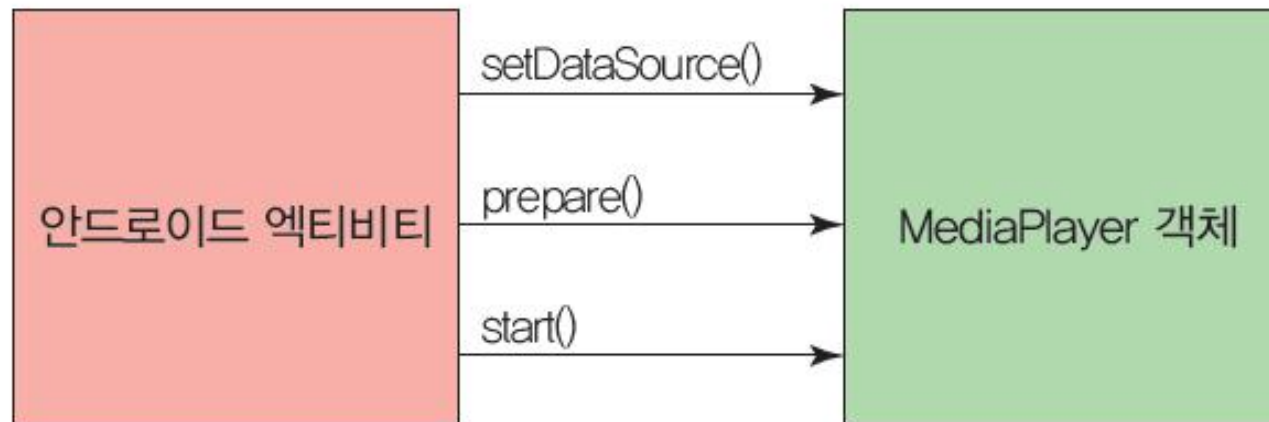 setDataSource()
prepare()
안드로이드 엑티비티
MediaPlayer 객체
start()